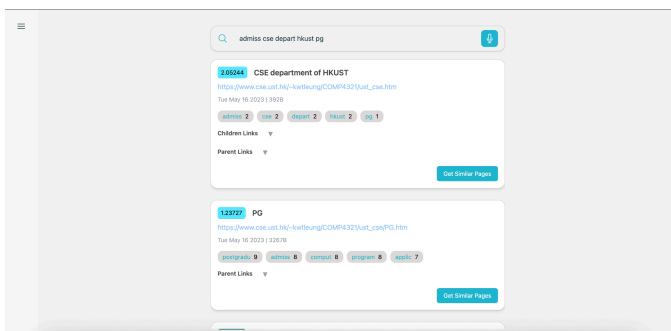 admiss cse depart hkust pg
2.05244 CSE department of HKUST
https://www.cse.ust.hk/~kwtleung/COMP4321/ust_cse.htm
Tue May 16 2023 | 392B
admiss 2 cse 2 depart 2 hkust 2 pg 1
Children Links ▼
Parent Links ▼
Get Similar Pages
1.23727 PG
https://www.cse.ust.hk/~kwtleung/COMP4321/ust_cse/PG.htm
Tue May 16 2023 | 3267B
postgradu 9 admiss 8 comput 8 program 8 applic 7
Parent Links ▼
Get Similar Pages